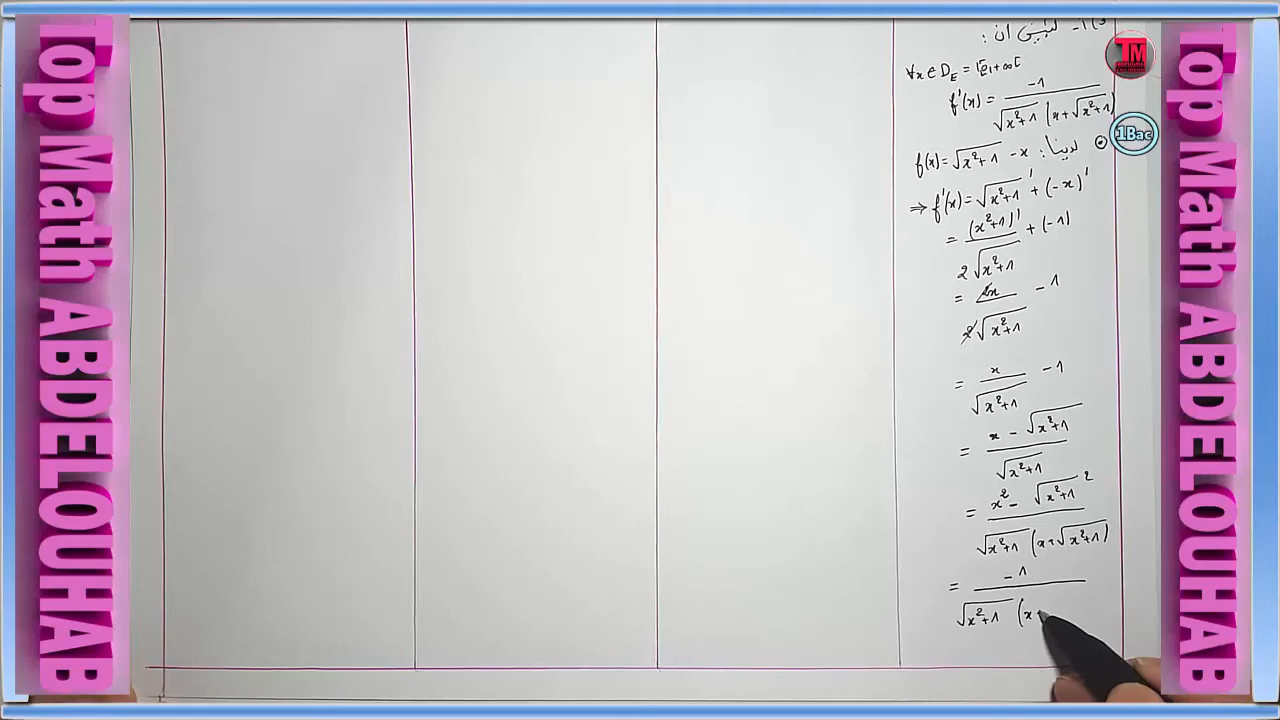 Top Math ABDELOUHAB
Top Math ABDELOUHAB
TM
1Bac
لنبين أن :
∀x ∈ D_E = [0, +∞[
f'(x) = -1 / (√(x²+1) (x + √(x²+1)))
لدينا : f(x) = √(x²+1) - x
⇒ f'(x) = √(x²+1)' + (-x)'
= (x²+1)' / (2√(x²+1)) + (-1)
= 2x / (2√(x²+1)) - 1
= x / √(x²+1) - 1
= (x - √(x²+1)) / √(x²+1)
= (x² - √(x²+1)²) / (√(x²+1) (x + √(x²+1)))
= -1 / (√(x²+1) (x +